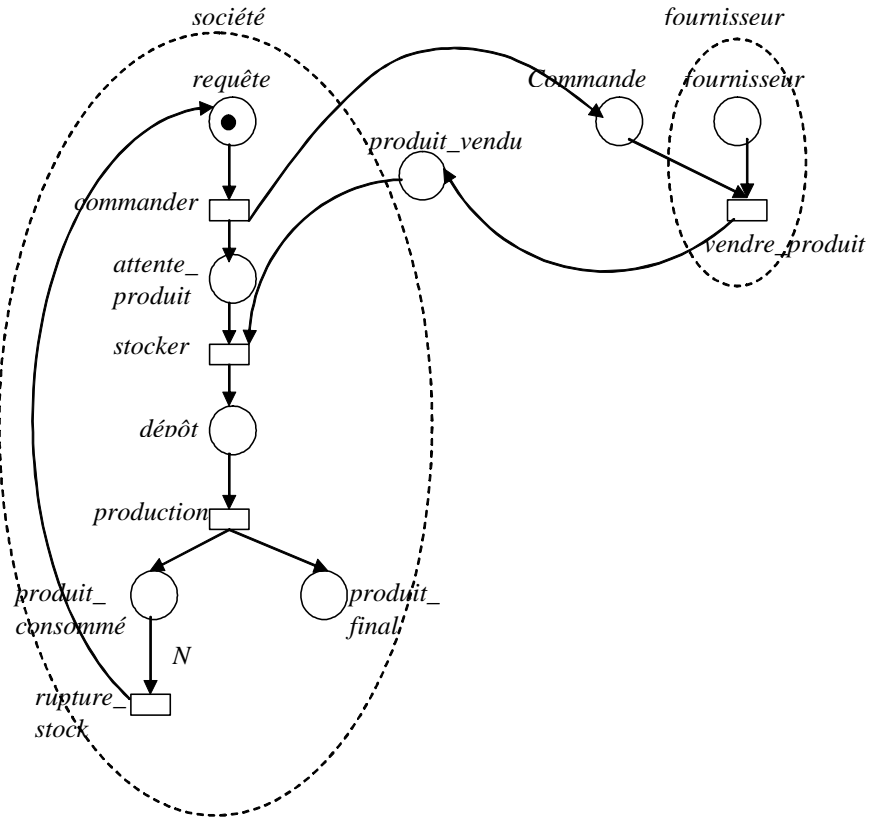 société
fournisseur
requête
Commande
fournisseur
produit_vendu
commander
vendre_produit
attente_
produit
stocker
dépôt
production
produit_
consommé
produit_
final
N
rupture_
stock